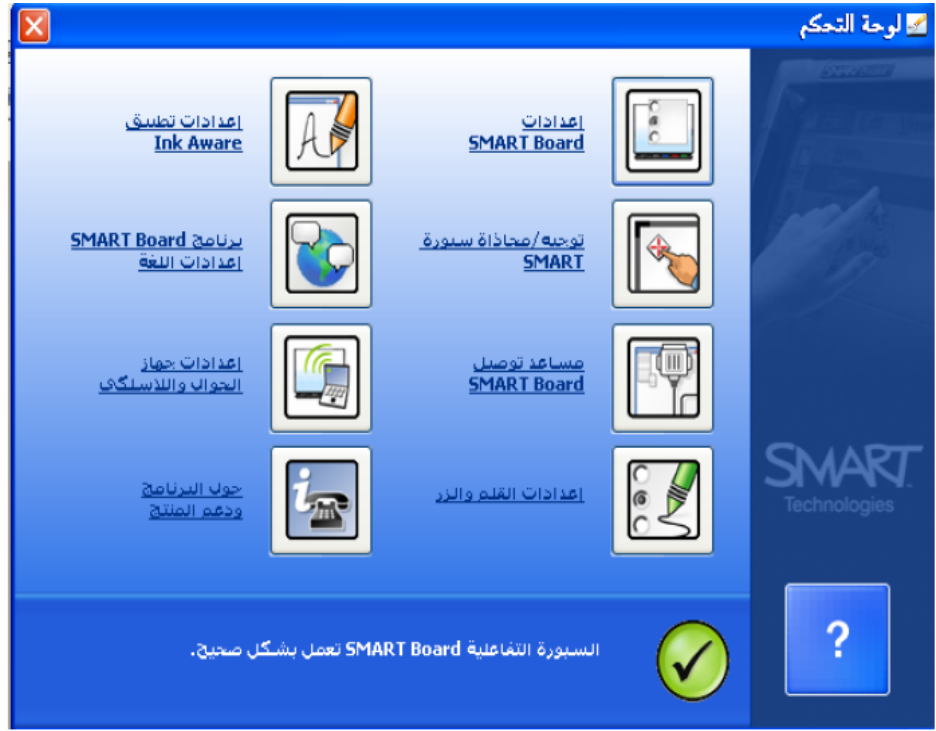 لوحة التحكم
إعدادات
SMART Board
إعدادات تطبيق
Ink Aware
توجيه/محاذاة سبورة
SMART
برنامج SMART Board
إعدادات اللغة
مساعد توصيل
SMART Board
إعدادات جهاز
الجوال واللاسلكي
إعدادات القلم والزر
حول البرنامج
ودعم المنتج
SMART
Technologies
?
السبورة التفاعلية SMART Board تعمل بشكل صحيح.